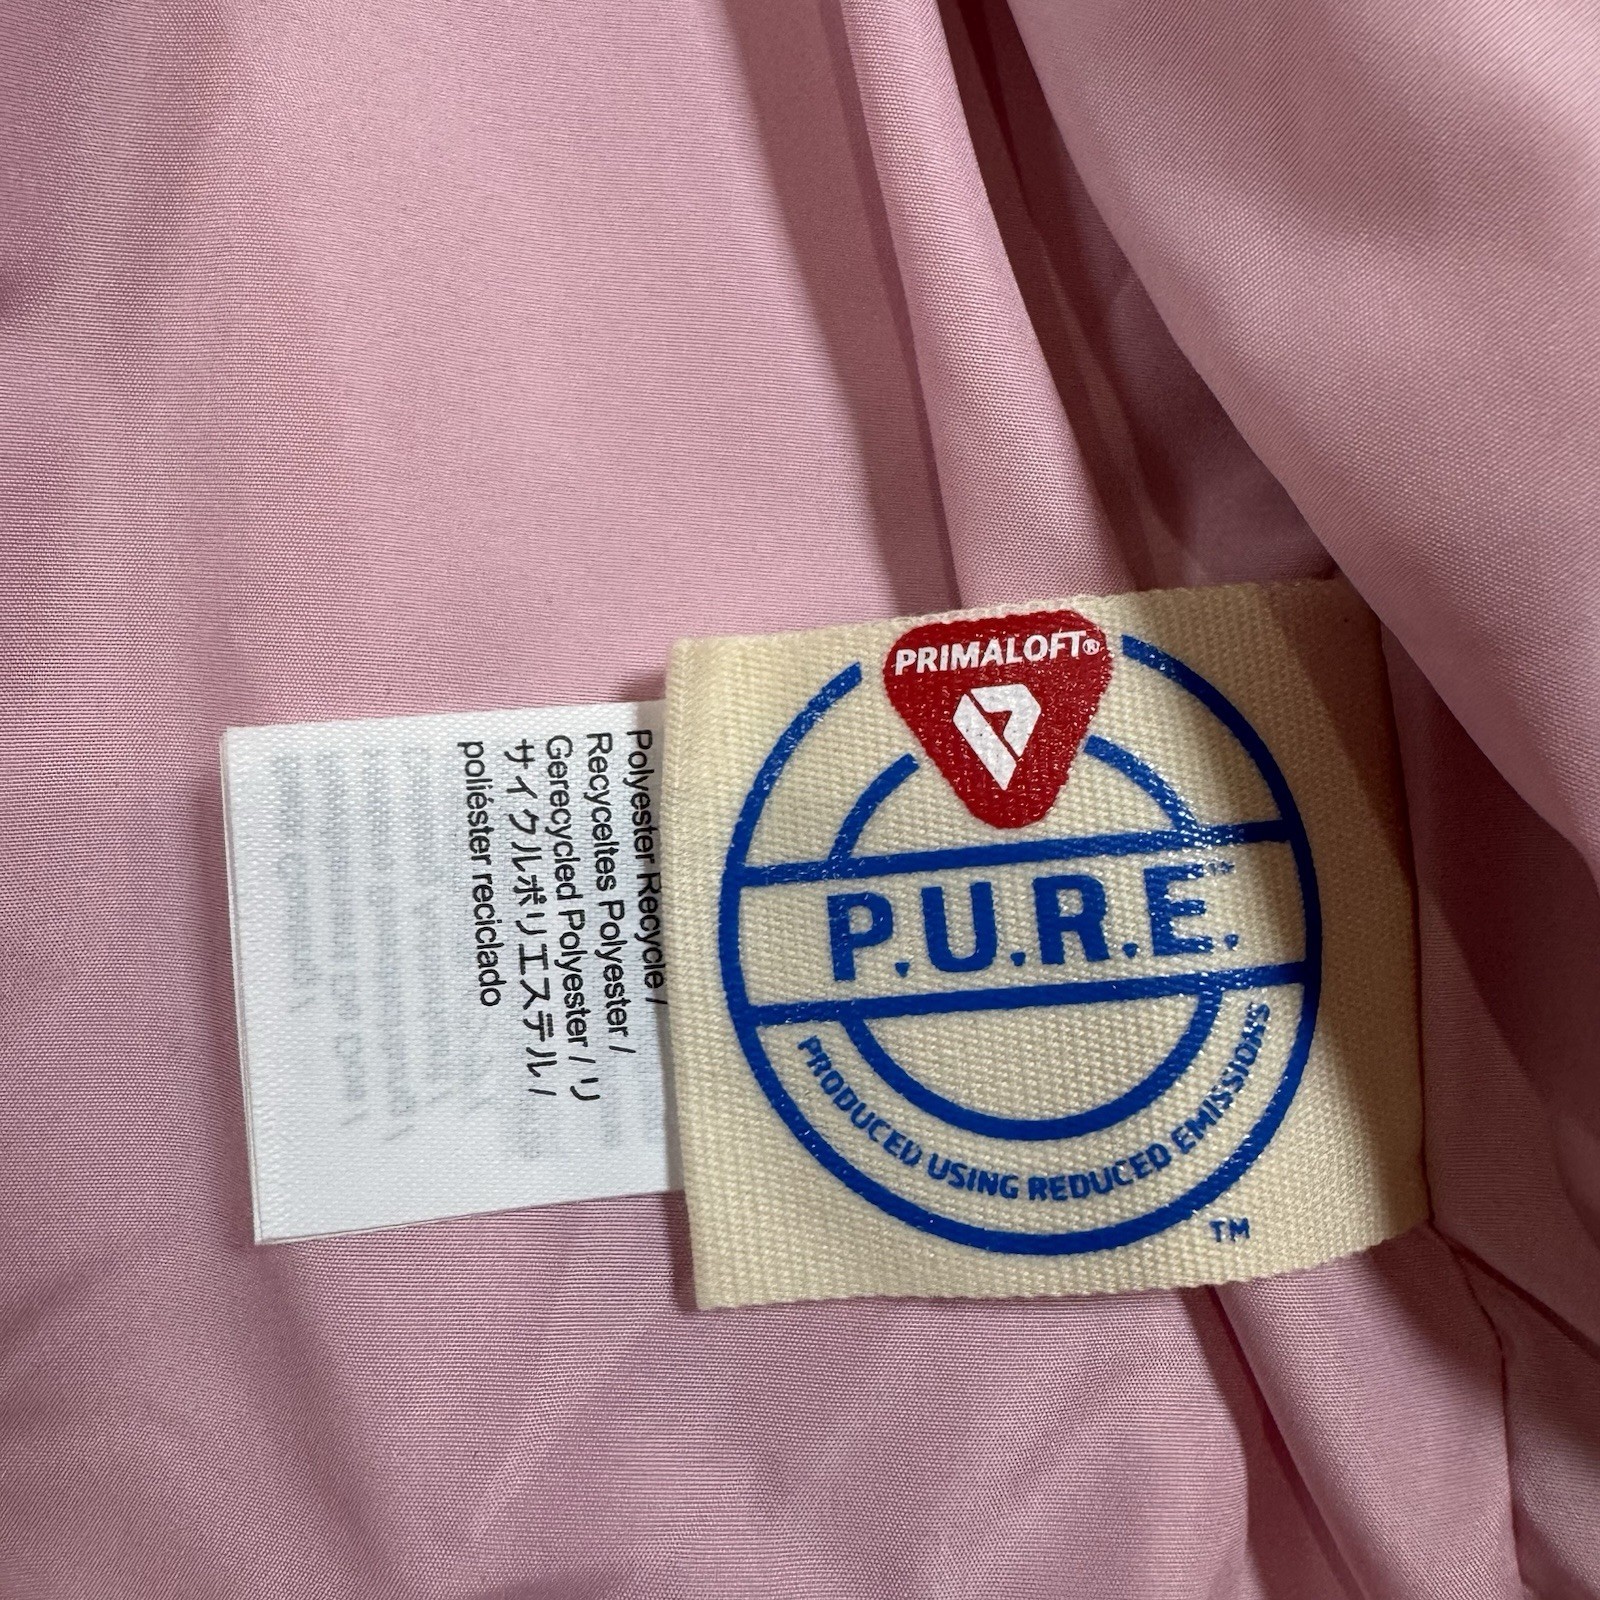 PRIMALOFT®
P.U.R.E.™
PRODUCED USING REDUCED EMISSIONS
TM
Polyester Recycle /
Recyceltes Polyester /
Gerecycled Polyester / リ
サイクルポリエステル /
poliéster reciclado